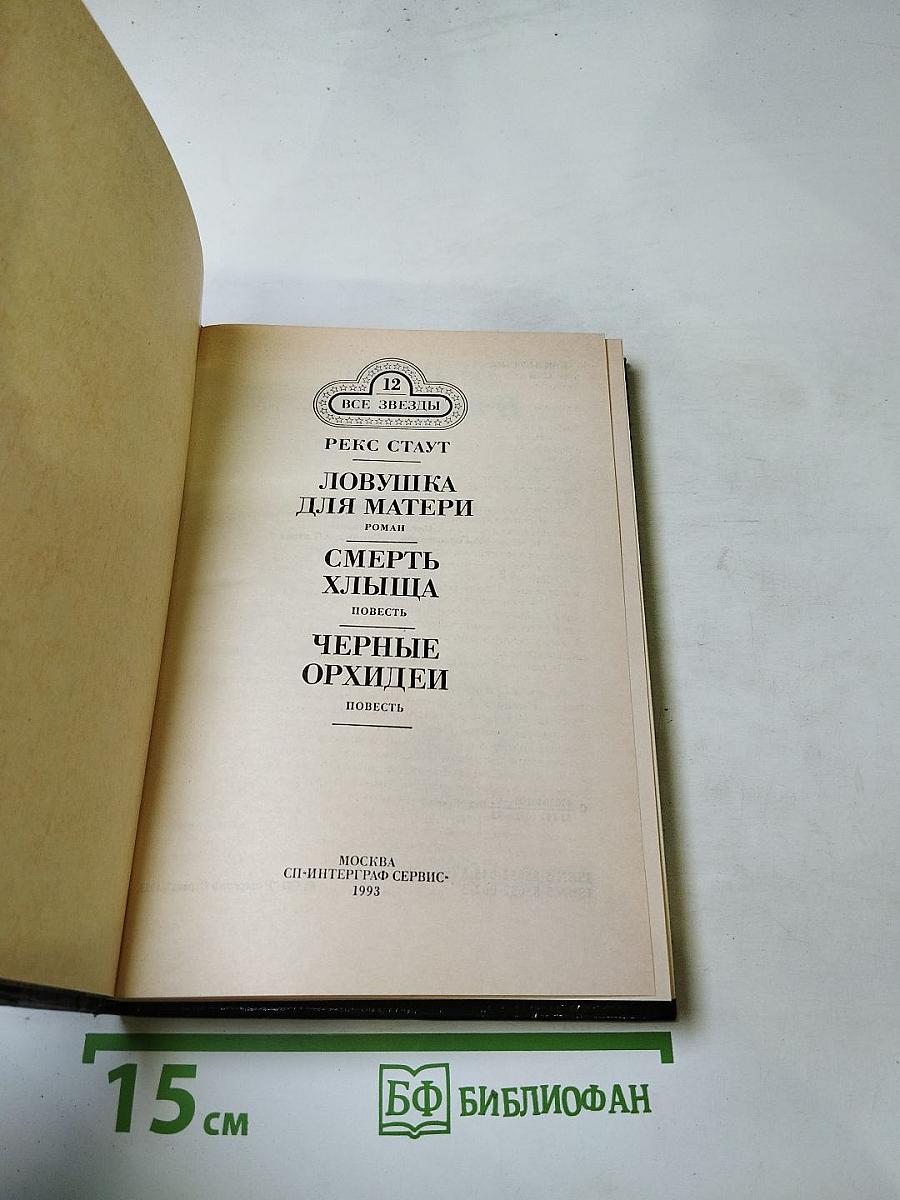 12
ВСЕ ЗВЕЗДЫ
РЕКС СТАУТ
ЛОВУШКА
ДЛЯ МАТЕРИ
РОМАН
СМЕРТЬ
ХЛЫЩА
ПОВЕСТЬ
ЧЕРНЫЕ
ОРХИДЕИ
ПОВЕСТЬ
МОСКВА
СП«ИНТЕРГРАФ СЕРВИС»
1993
15 см
БФ БИБЛИОФАН